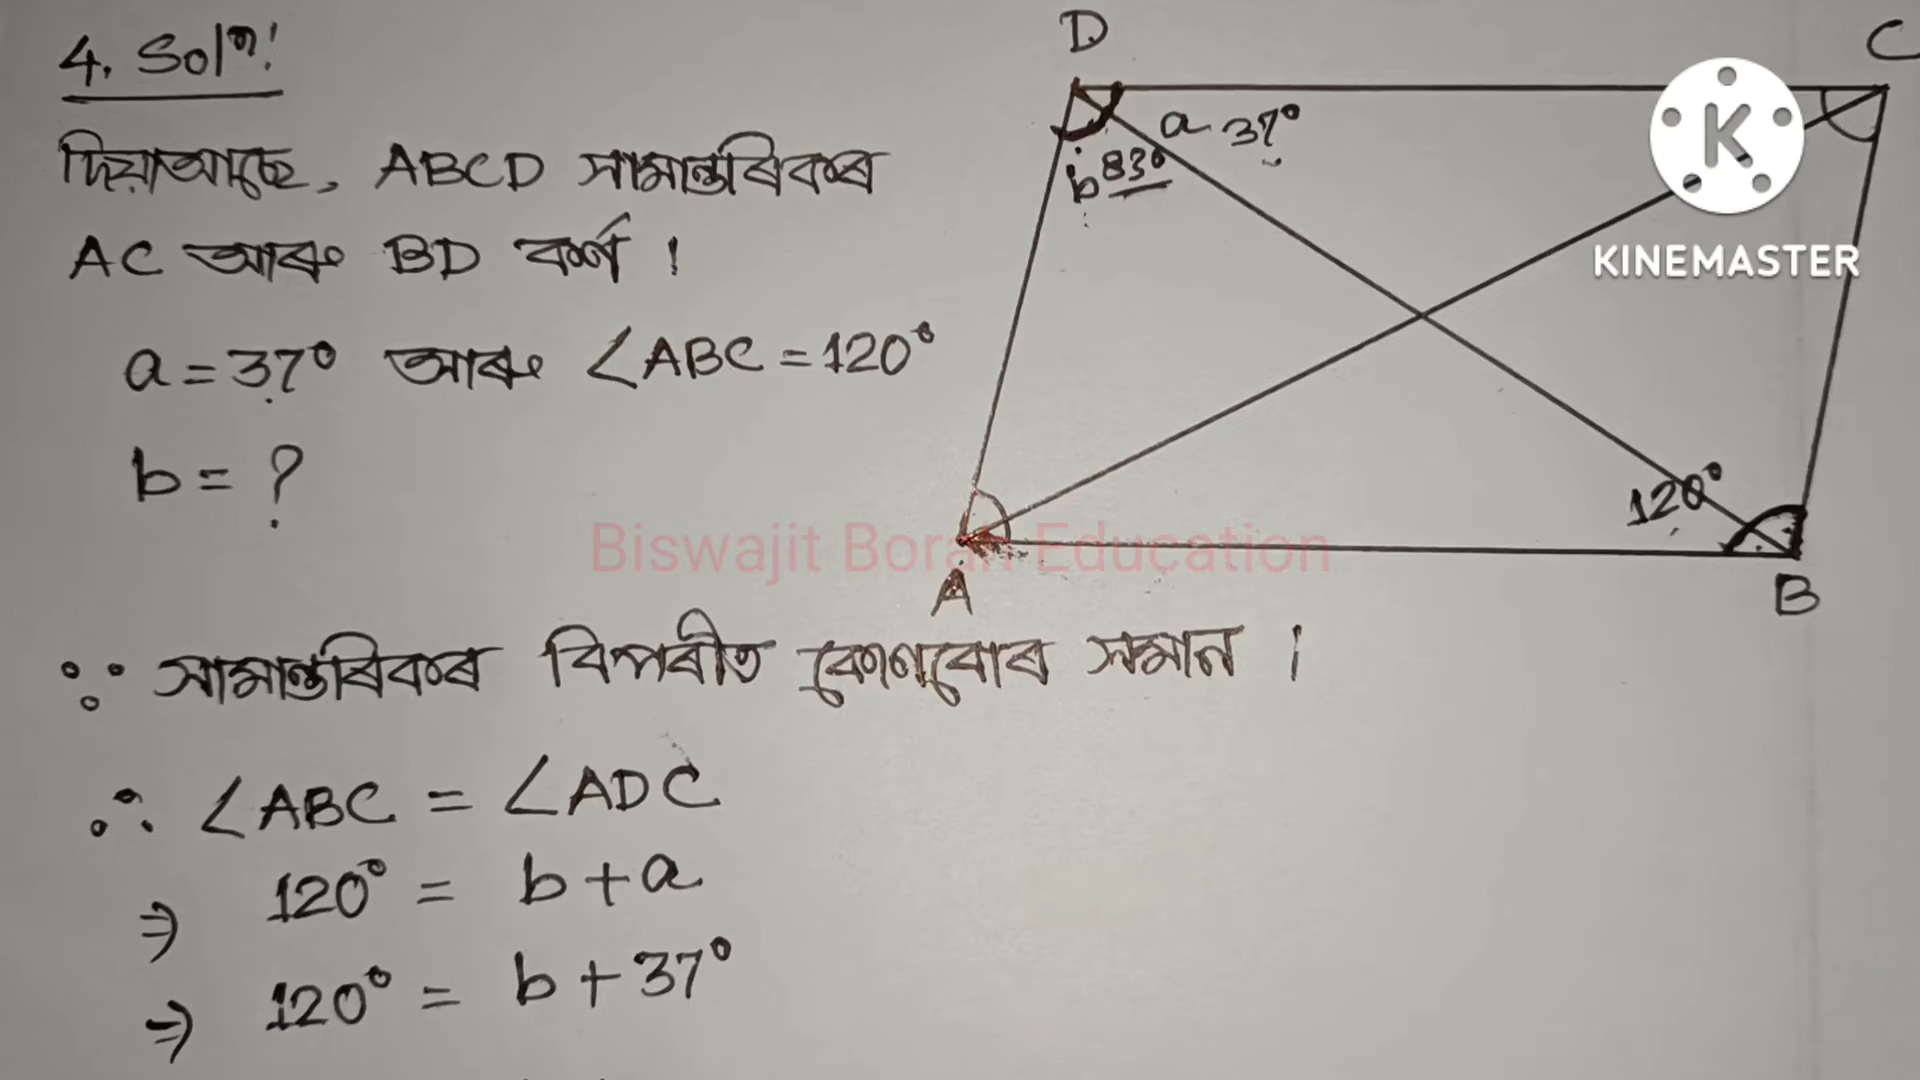 4. Solⁿ:
দিয়াআছে, ABCD সামান্তৰিকৰ
AC আৰু BD কৰ্ণ।
a = 37° আৰু ∠ABC = 120°
b = ?
D
C
a 37°
b 83°
120°
A
B
K
KINEMASTER
Biswajit Borah Education
∵ সামান্তৰিকৰ বিপৰীত কোণবোৰ সমান।
∴ ∠ABC = ∠ADC
⇒ 120° = b + a
⇒ 120° = b + 37°